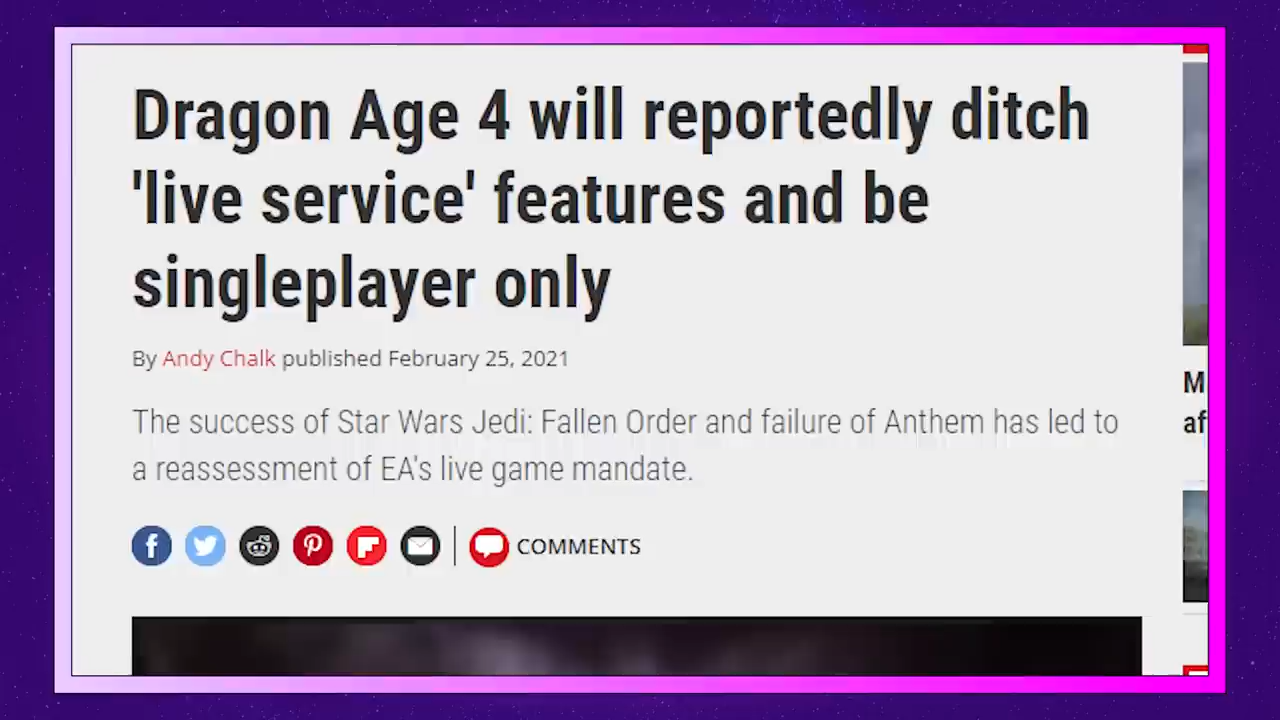 Dragon Age 4 will reportedly ditch
'live service' features and be
singleplayer only
By Andy Chalk published February 25, 2021
The success of Star Wars Jedi: Fallen Order and failure of Anthem has led to
a reassessment of EA's live game mandate.
COMMENTS
M
af